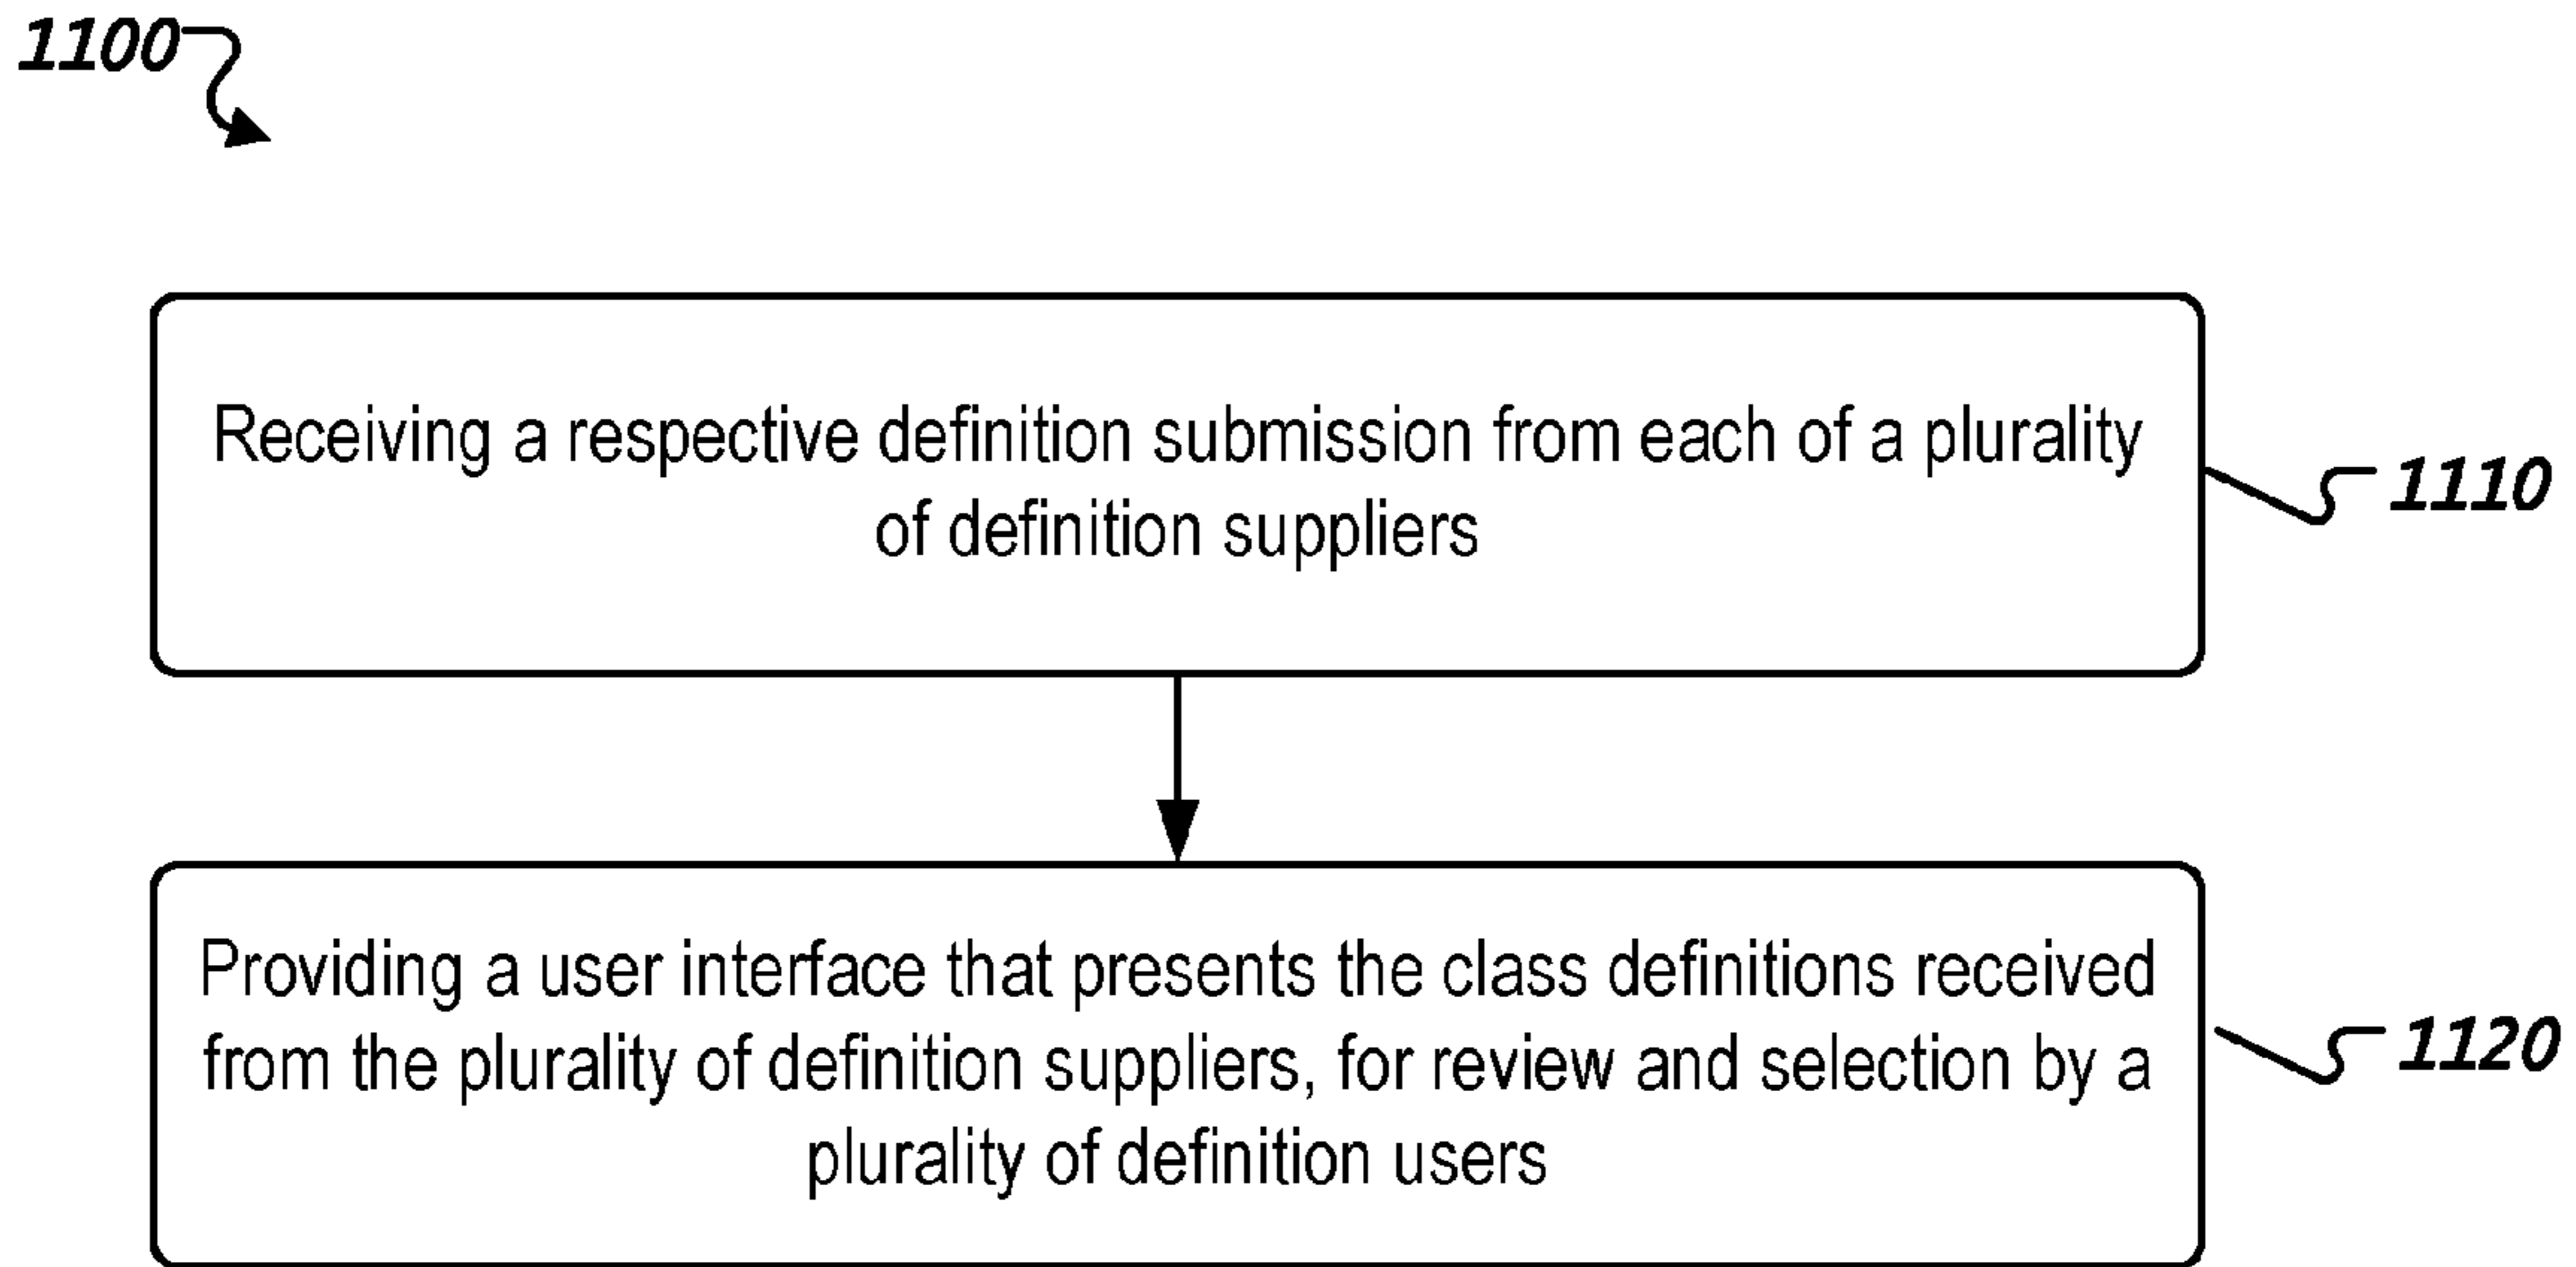 1100
Receiving a respective definition submission from each of a plurality
of definition suppliers
1110
Providing a user interface that presents the class definitions received
from the plurality of definition suppliers, for review and selection by a
plurality of definition users
1120